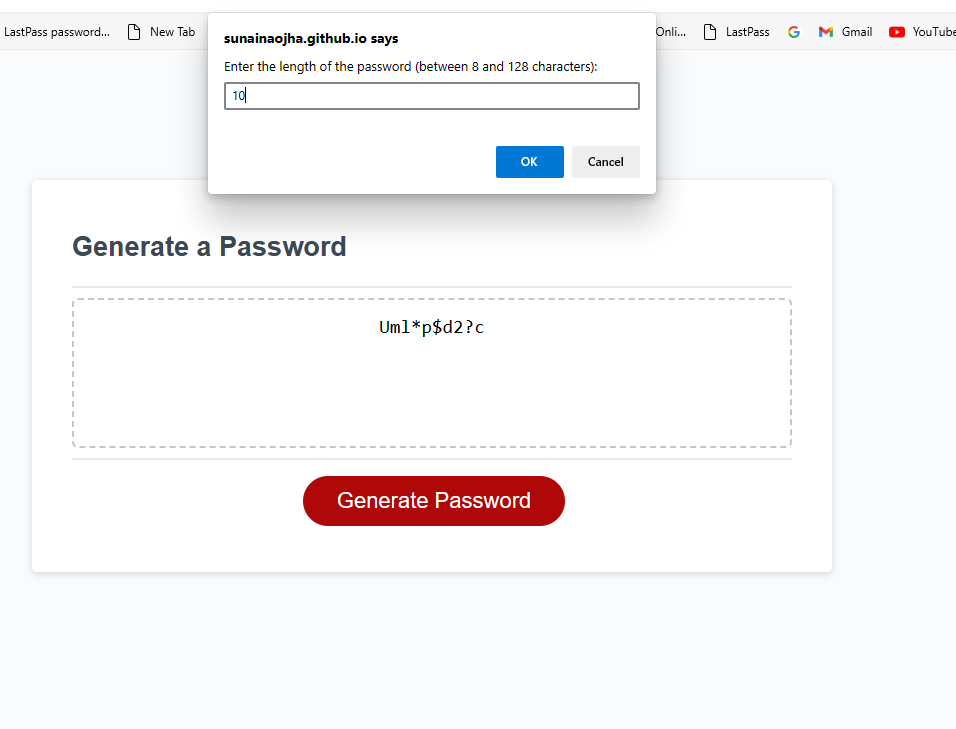 LastPass password... New Tab Onli... LastPass Gmail YouTube
sunainaojha.github.io says
Enter the length of the password (between 8 and 128 characters):
10
OK Cancel
Generate a Password
Uml*p$d2?c
Generate Password